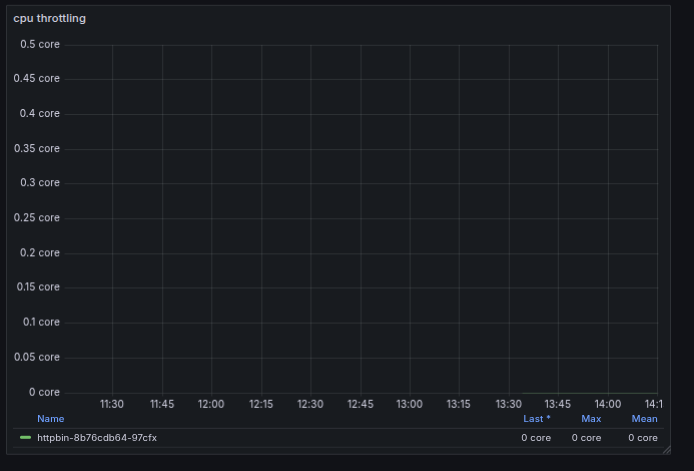 cpu throttling
0.5 core
0.45 core
0.4 core
0.35 core
0.3 core
0.25 core
0.2 core
0.15 core
0.1 core
0.05 core
0 core
11:30 11:45 12:00 12:15 12:30 12:45 13:00 13:15 13:30 13:45 14:00 14:1
Name Last * Max Mean
httpbin-8b76cdb64-97cfx 0 core 0 core 0 core